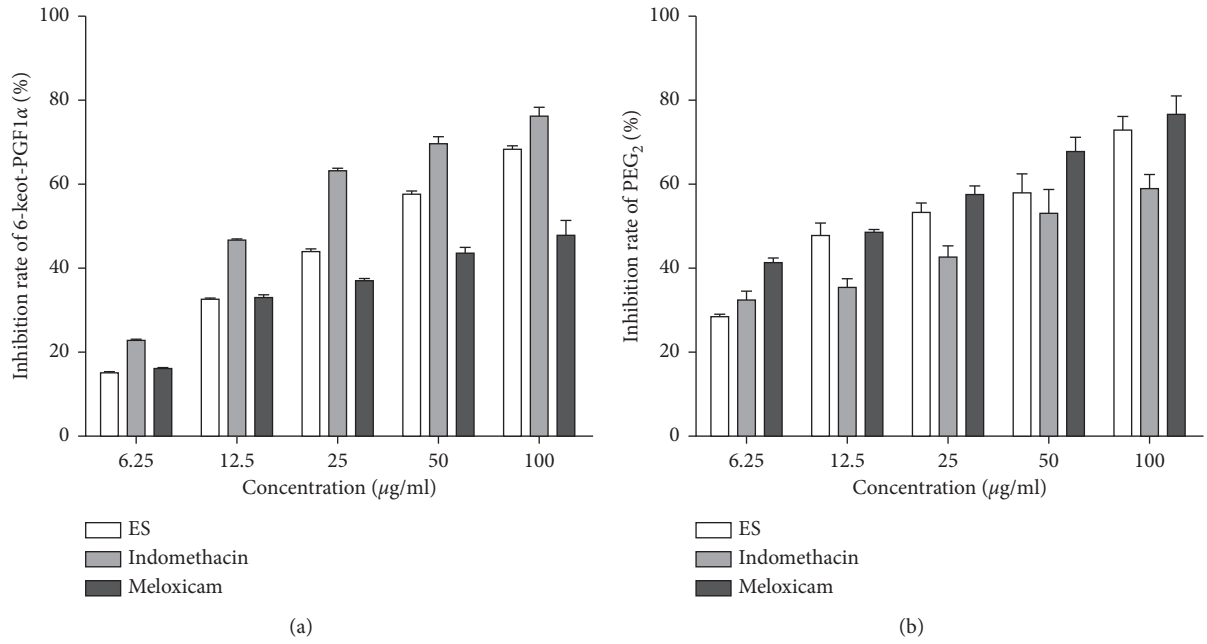 100
80
60
40
20
0
Inhibition rate of 6-keot-PGF1α (%)
6.25 12.5 25 50 100
Concentration (μg/ml)
ES
Indomethacin
Meloxicam
(a)
100
80
60
40
20
0
Inhibition rate of PEG₂ (%)
6.25 12.5 25 50 100
Concentration (μg/ml)
ES
Indomethacin
Meloxicam
(b)